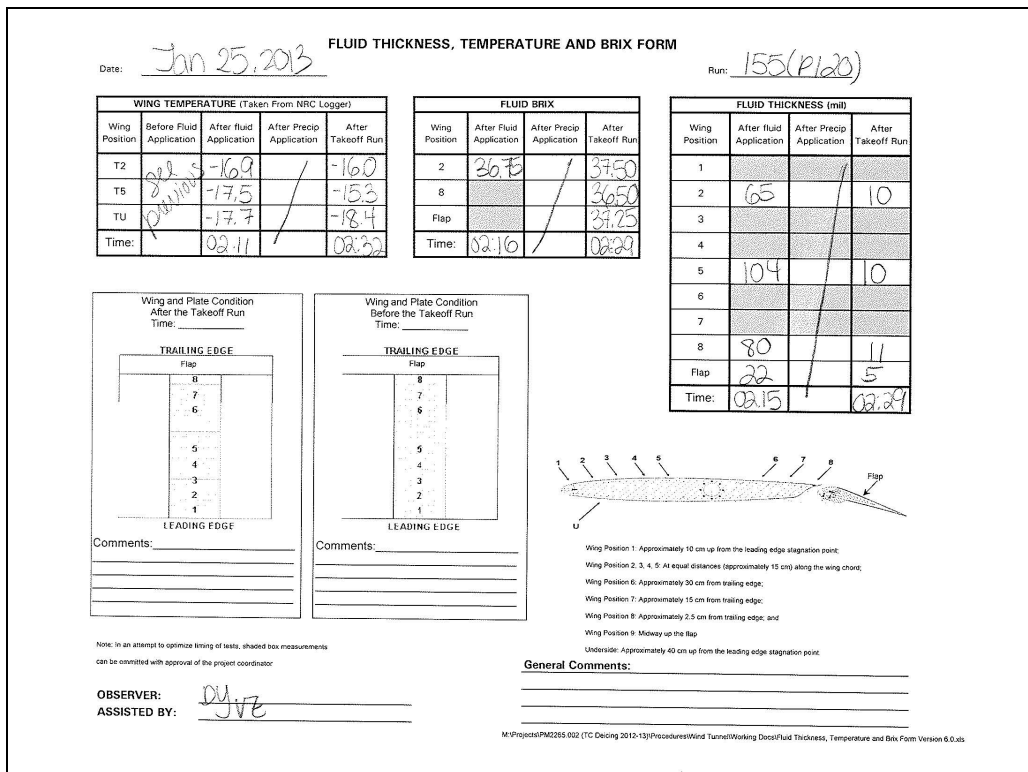 FLUID THICKNESS, TEMPERATURE AND BRIX FORM
Date: Jan 25, 2013
Run: 155 (P120)
WING TEMPERATURE (Taken From NRC Logger)
Wing Position Before Fluid Application After fluid Application After Precip Application After Takeoff Run
T2 see previous -16.9 / -16.0
T5 -17.5 -15.3
TU -17.7 -18.4
Time: 02:11 02:32
FLUID BRIX
Wing Position After Fluid Application After Precip Application After Takeoff Run
2 36.75 / 37.50
8 36.50
Flap 37.25
Time: 02:16 02:29
FLUID THICKNESS (mil)
Wing Position After fluid Application After Precip Application After Takeoff Run
1
2 65 10
3
4
5 104 10
6
7
8 80 11
Flap 22 5
Time: 02:15 02:29
Wing and Plate Condition
After the Takeoff Run
Time:
TRAILING EDGE
Flap
8
7
6
5
4
3
2
1
LEADING EDGE
Comments:
Wing and Plate Condition
Before the Takeoff Run
Time:
TRAILING EDGE
Flap
8
7
6
5
4
3
2
1
LEADING EDGE
Comments:
1 2 3 4 5 6 7 8
Flap
U
Wing Position 1: Approximately 10 cm up from the leading edge stagnation point;
Wing Position 2, 3, 4, 5: At equal distances (approximately 15 cm) along the wing chord;
Wing Position 6: Approximately 30 cm from trailing edge;
Wing Position 7: Approximately 15 cm from trailing edge;
Wing Position 8: Approximately 2.5 cm from trailing edge; and
Wing Position 9: Midway up the flap
Underside: Approximately 40 cm up from the leading edge stagnation point
Note: In an attempt to optimize timing of tests, shaded box measurements
can be ommitted with approval of the project coordinator
General Comments:
OBSERVER: DY
ASSISTED BY: JVE
M:\Projects\PM2265.002 (TC Deicing 2012-13)\Procedures\Wind Tunnel\Working Docs\Fluid Thickness, Temperature and Brix Form Version 6.0.xls